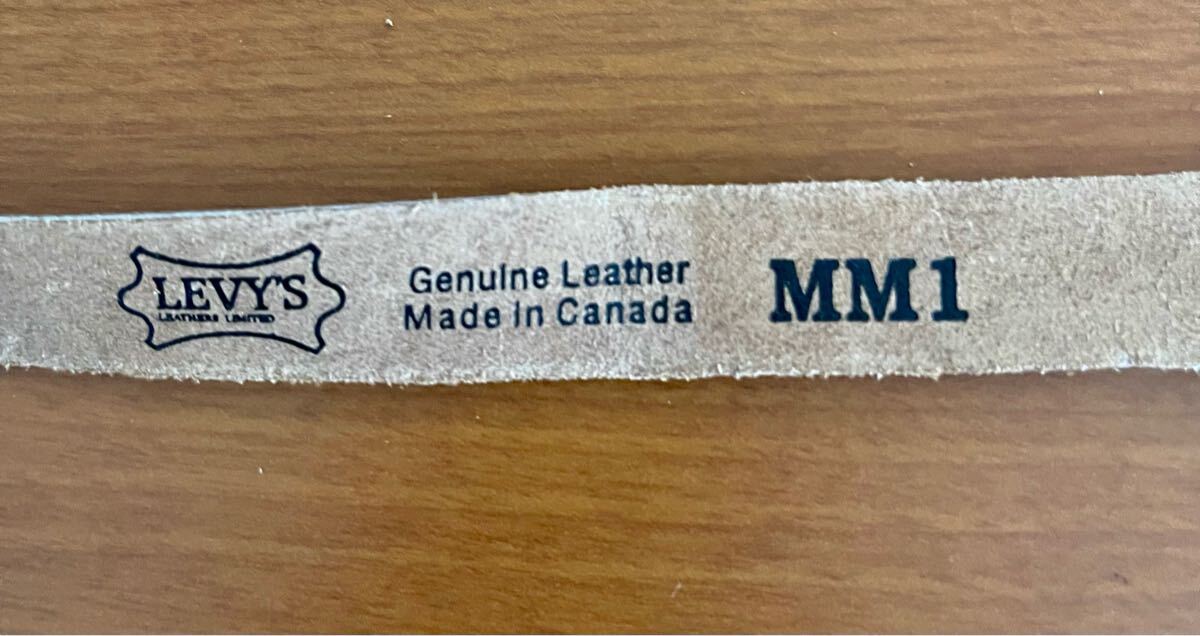 LEVY'S
LEATHERS LIMITED
Genuine Leather
Made in Canada
MM1